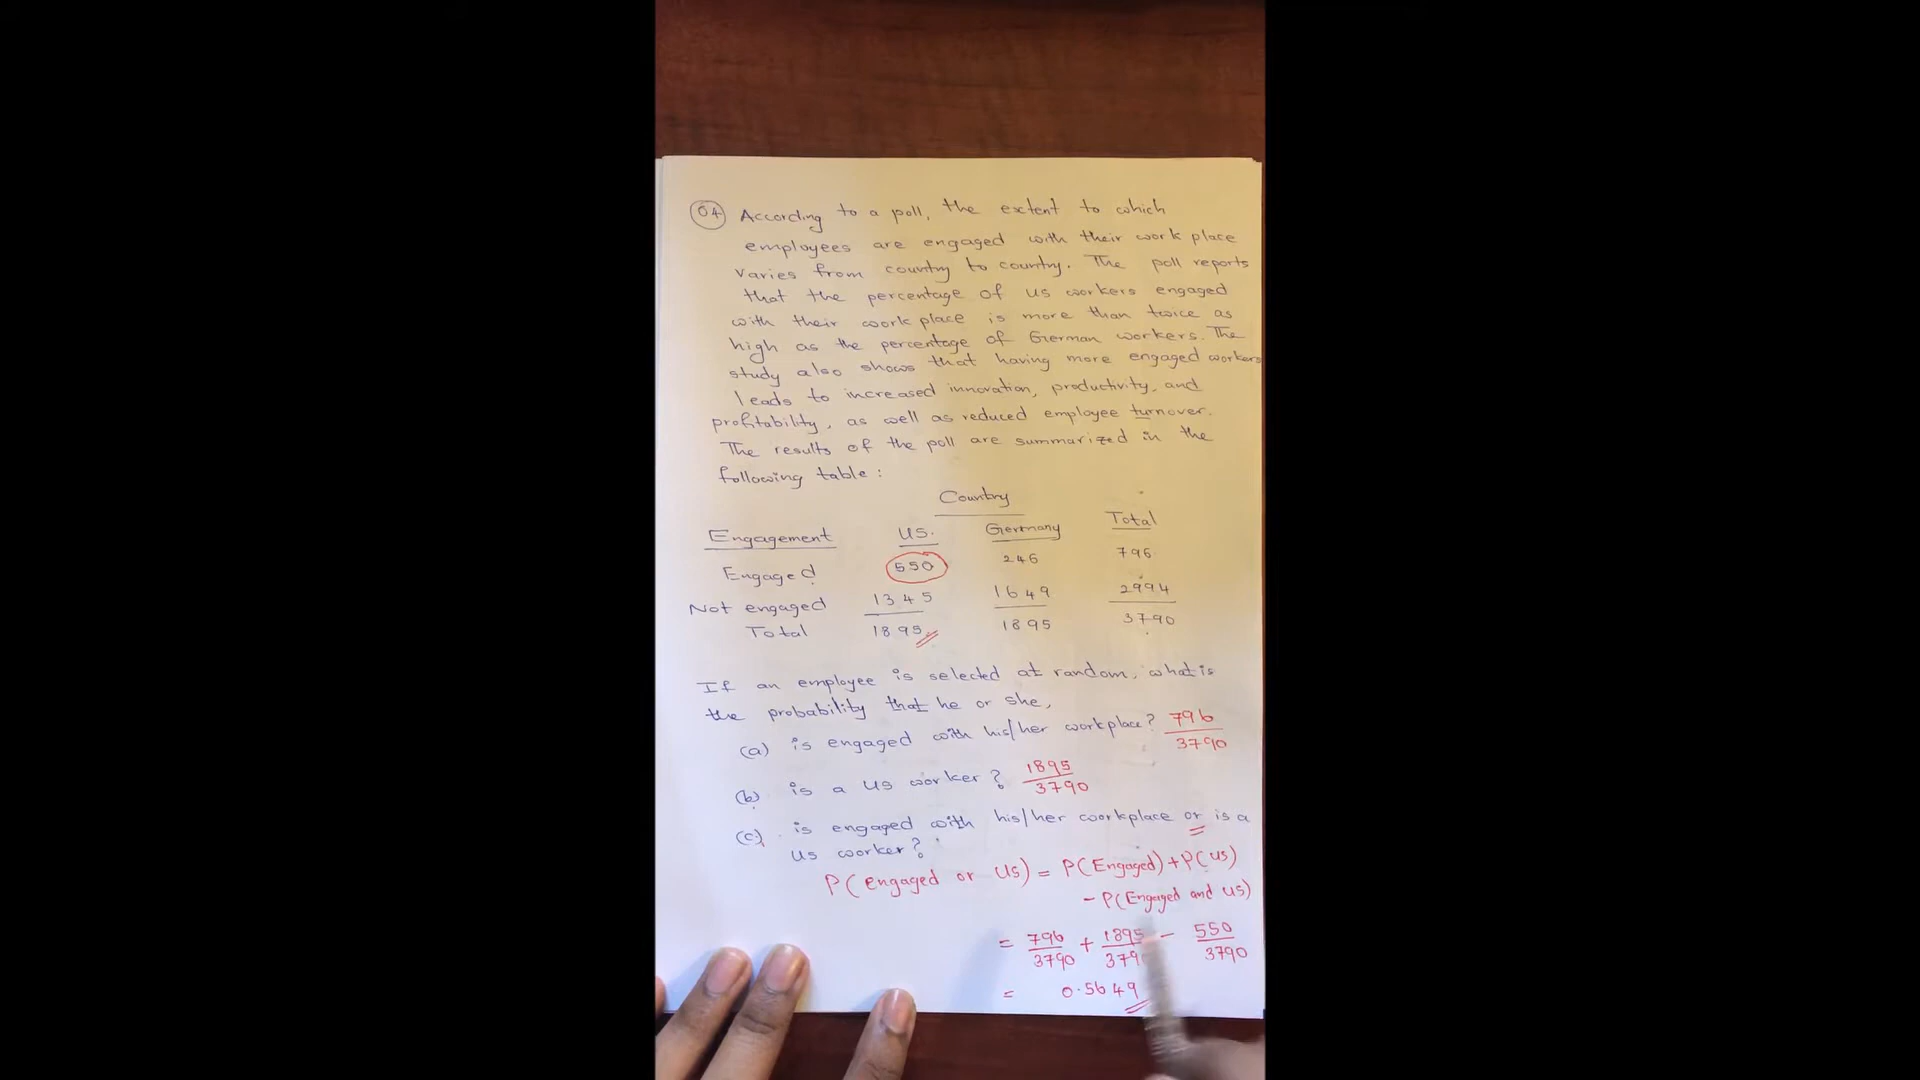 04 According to a poll, the extent to which
employees are engaged with their work place
varies from country to country. The poll reports
that the percentage of US workers engaged
with their work place is more than twice as
high as the percentage of German workers. The
study also shows that having more engaged workers
leads to increased innovation, productivity, and
profitability, as well as reduced employee turnover.
The results of the poll are summarized in the
following table :
Country
Engagement US. Germany Total
Engaged 550 246 796
Not engaged 1345 1649 2994
Total 1895 1895 3790
If an employee is selected at random, what is
the probability that he or she,
(a) is engaged with his/her workplace? 796/3790
(b) is a US worker? 1895/3790
(c) is engaged with his/her workplace or is a
US worker?
P(Engaged or US) = P(Engaged) + P(US)
- P(Engaged and US)
= 796/3790 + 1895/3790 - 550/3790
= 0.5649